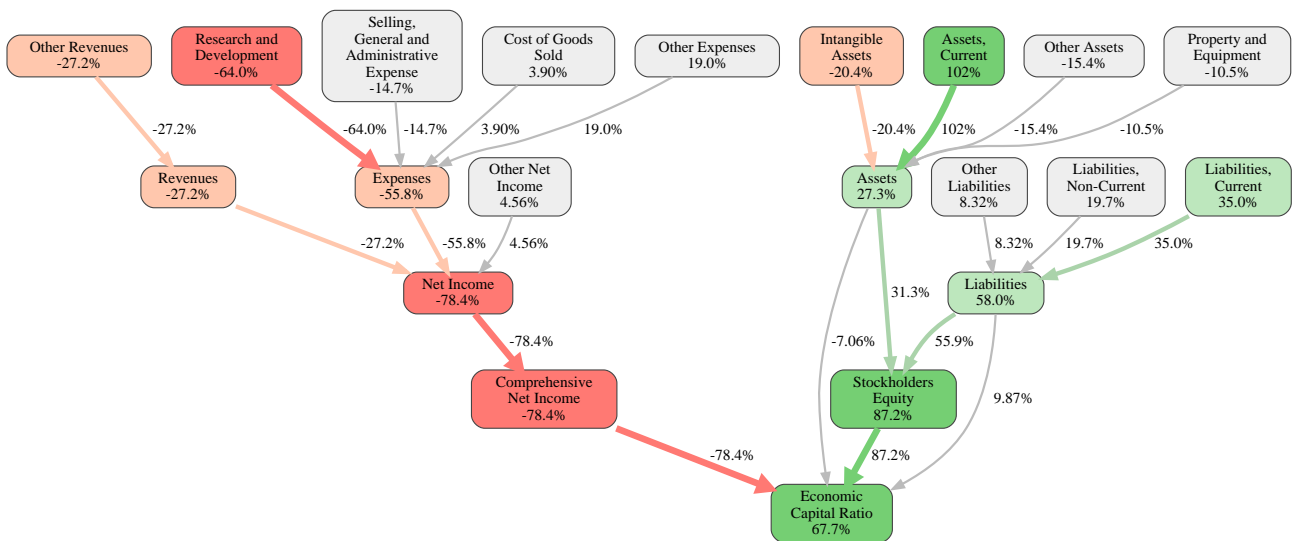 Other Revenues
-27.2%
Research and
Development
-64.0%
Selling,
General and
Administrative
Expense
-14.7%
Cost of Goods
Sold
3.90%
Other Expenses
19.0%
Intangible
Assets
-20.4%
Assets,
Current
102%
Other Assets
-15.4%
Property and
Equipment
-10.5%
-27.2%
-64.0%
-14.7%
3.90%
19.0%
-20.4%
102%
-15.4%
-10.5%
Revenues
-27.2%
Expenses
-55.8%
Other Net
Income
4.56%
Assets
27.3%
Other
Liabilities
8.32%
Liabilities,
Non-Current
19.7%
Liabilities,
Current
35.0%
-27.2%
-55.8%
4.56%
8.32%
19.7%
35.0%
Net Income
-78.4%
31.3%
Liabilities
58.0%
-78.4%
-7.06%
55.9%
Comprehensive
Net Income
-78.4%
Stockholders
Equity
87.2%
9.87%
-78.4%
87.2%
Economic
Capital Ratio
67.7%